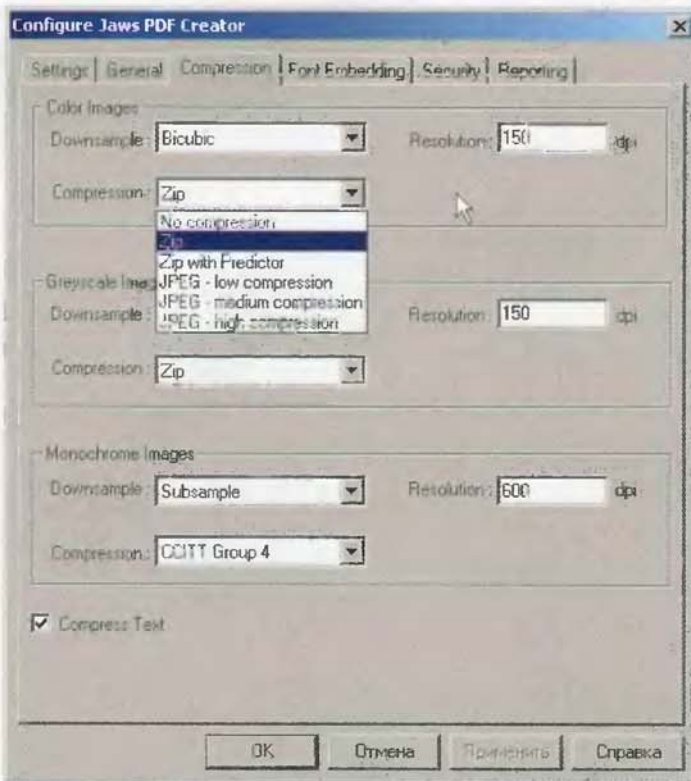 Configure Jaws PDF Creator
Settings General Compression Font Embedding Security Reporting
Color Images
Downsample: Bicubic Resolution: 150 dpi
Compression: Zip
No compression
Zip
Zip with Predictor
JPEG - low compression
JPEG - medium compression
JPEG - high compression
Greyscale Imag
Downsample: Resolution: 150 dpi
Compression: Zip
Monochrome Images
Downsample: Subsample Resolution: 600 dpi
Compression: CCITT Group 4
Compress Text
OK Отмена Применить Справка